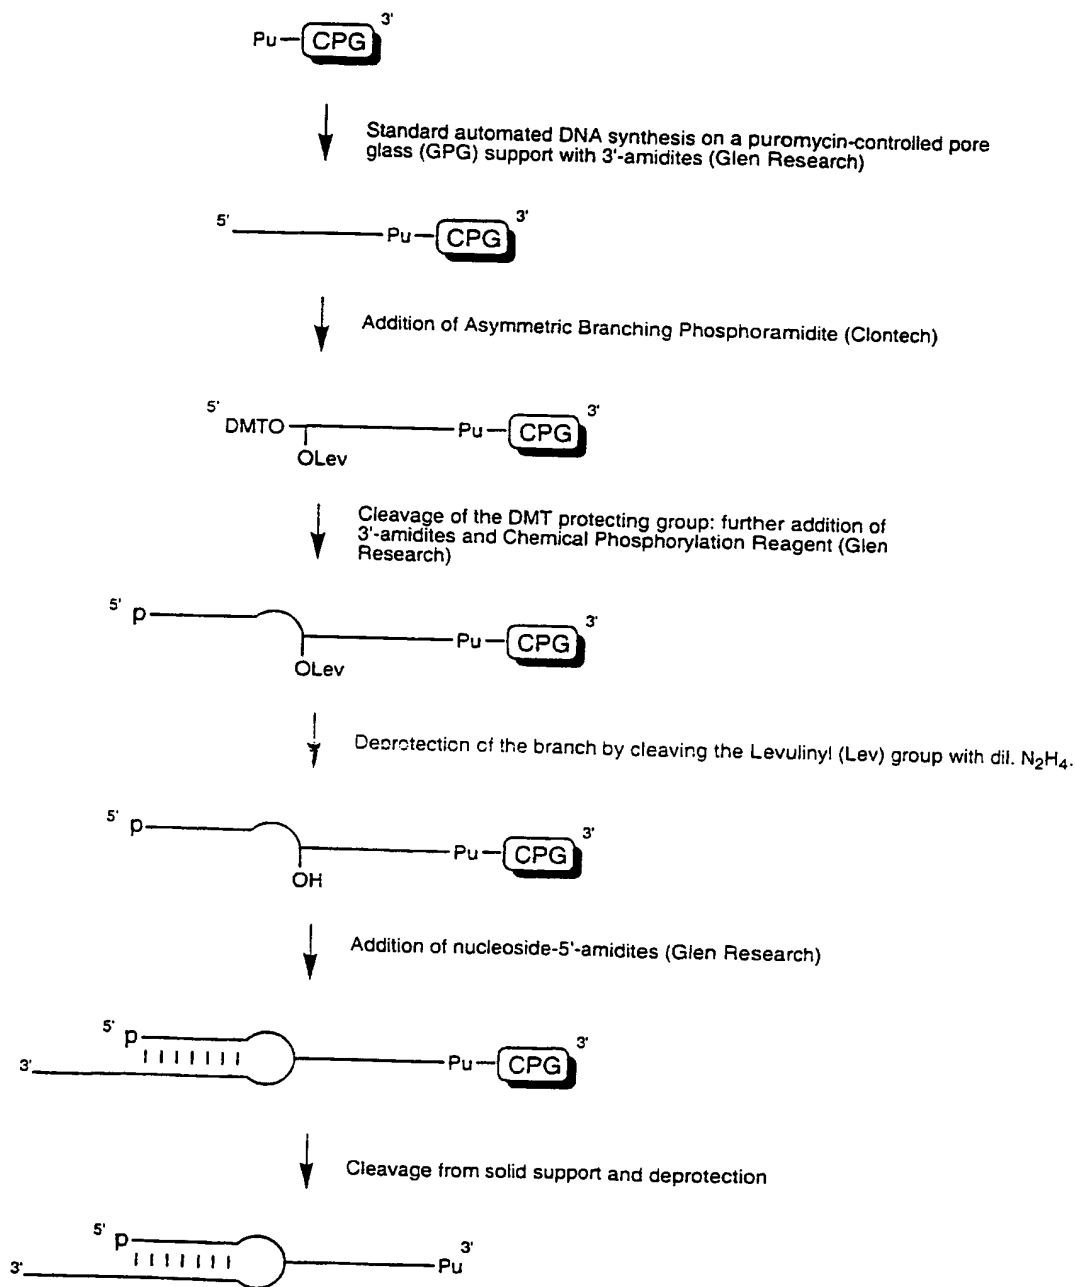 3'
Pu CPG
Standard automated DNA synthesis on a puromycin-controlled pore
glass (GPG) support with 3'-amidites (Glen Research)
5' 3'
Pu CPG
Addition of Asymmetric Branching Phosphoramidite (Clontech)
5' 3'
DMTO Pu CPG
OLev
Cleavage of the DMT protecting group: further addition of
3'-amidites and Chemical Phosphorylation Reagent (Glen
Research)
5' p 3'
Pu CPG
OLev
Deprotection of the branch by cleaving the Levulinyl (Lev) group with dil. N₂H₄.
5' p 3'
Pu CPG
OH
Addition of nucleoside-5'-amidites (Glen Research)
5' p 3'
3' Pu CPG
Cleavage from solid support and deprotection
5' p 3'
3' Pu